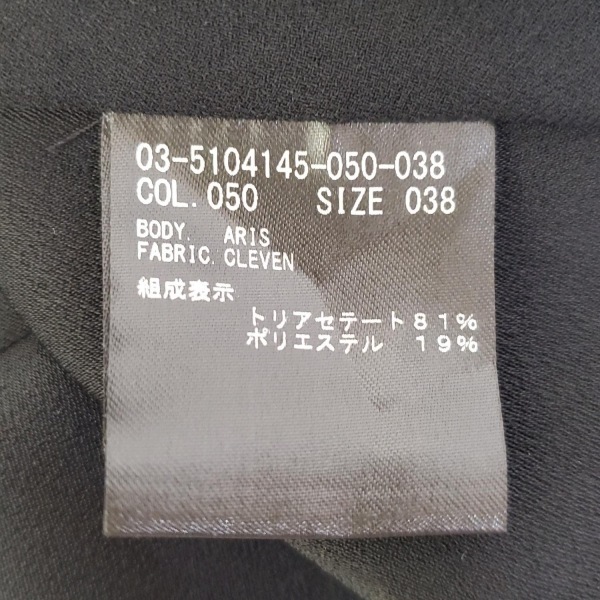 03-5104145-050-038
COL. 050 SIZE 038
BODY. ARIS
FABRIC. CLEVEN
組成表示
トリアセテート81%
ポリエステル 19%